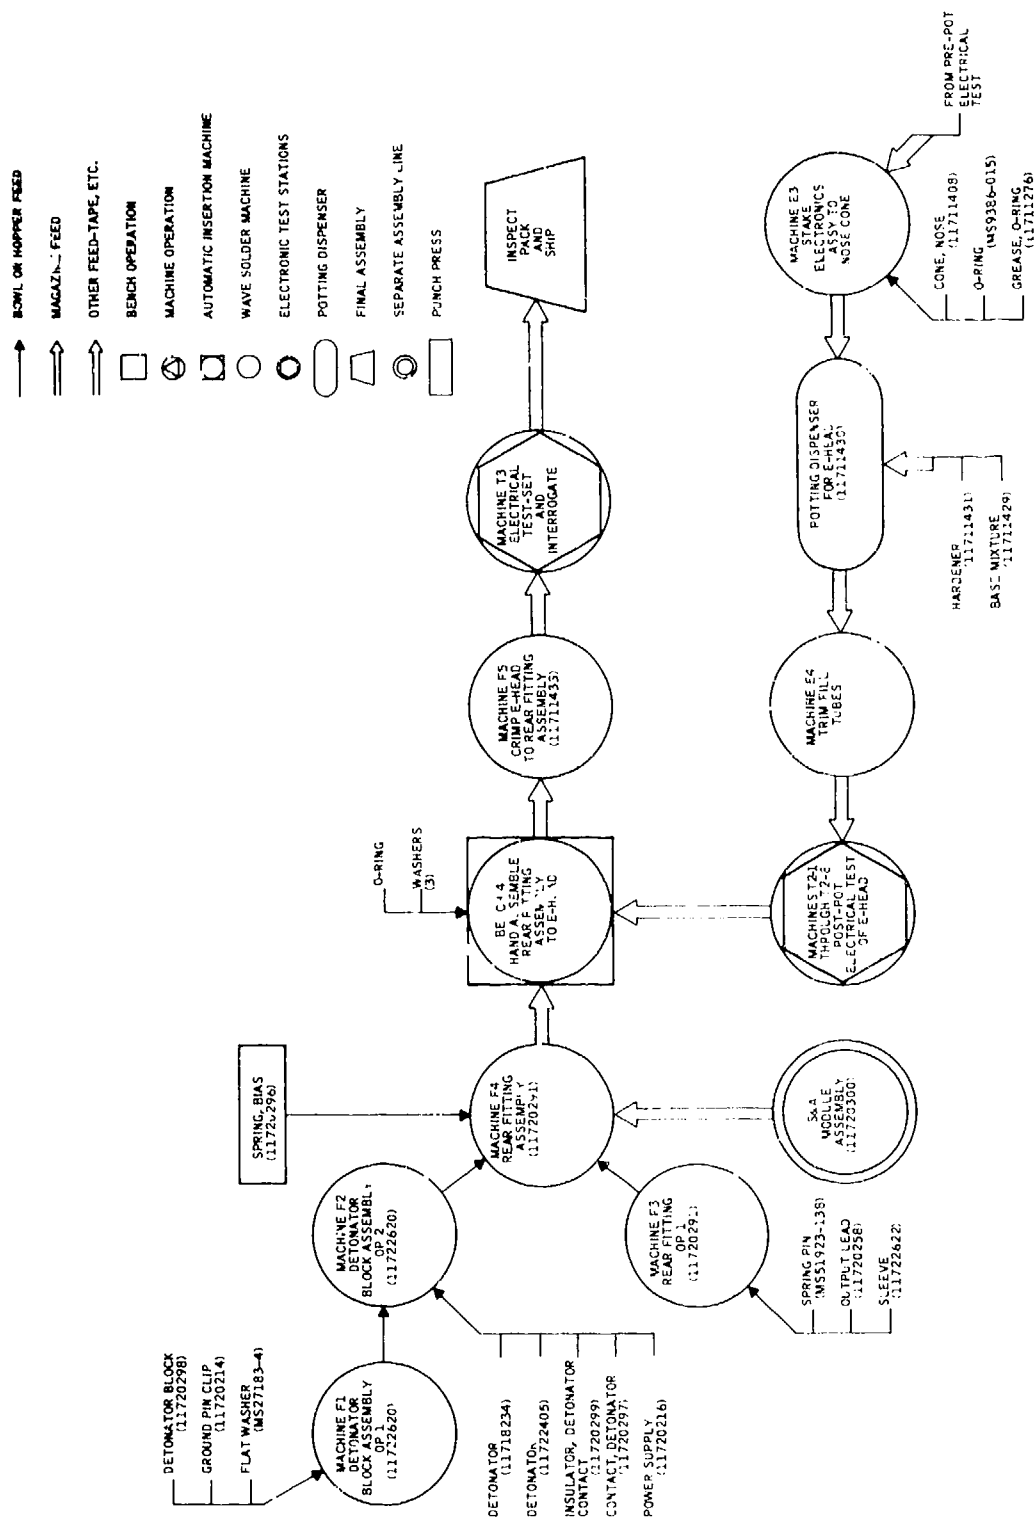 BOWL OR HOPPER FEED
FEED
OTHER FEED-TAPE, ETC.
BENCH OPERATION
MACHINE OPERATION
AUTOMATIC INSERTION MACHINE
WAVE SOLDER MACHINE
ELECTRONIC TEST STATIONS
POTTING DISPENSER
FINAL ASSEMBLY
SEPARATE ASSEMBLY LINE
PUNCH PRESS
DETONATOR BLOCK
(11720298)
GROUND PIN CLIP
(11720214)
FLAT WASHER
(MS27183-4)
MACHINE F1
DETONATOR
BLOCK ASSEMBLY
OP 1
(11722620)
DETONATOR
(11718234)
DETONATOR
(11722405)
INSULATOR, DETONATOR
CONTACT
(11720299)
CONTACT, DETONATOR
11720297)
POWER SUPPLY
(11720216)
MACHINE F2
DETONATOR
BLOCK ASSEMBLY
OP 2
(11722620)
SPRING, BIAS
MACHINE F3
REAR FITTING
OP 1
(11720291)
SPRING PIN
(MS51923-138)
OUTPUT LEAD
(11720258)
SLEEVE
(11722622)
MACHINE F4
REAR FITTING
ASSEMBLY
(11720291)
S&A
MODULE
ASSEMBLY
(11720300)
O-RING
WASHERS
(3)
HAND
REAR FITTING
TO
MACHINE F5
CRIMP E-HEAD
TO REAR FITTING
ASSEMBLY
(11711435)
MACHINE T3
ELECTRICAL
TEST-SET
AND
INTERROGATE
INSPECT
PACK
AND
SHIP
MACHINES T2-1
THROUGH
POST-POT
ELECTRICAL TEST
OF E-HEAD
MACHINE E4
TRIM FILL
TUBES
POTTING DISPENSER
FOR E-HEAD
(11711430)
HARDENER
11711431)
BASE MIXTURE
11711429)
MACHINE E3
STAKE
ELECTRONICS
ASSY TO
NOSE CONE
CONE, NOSE
(11711408)
O-RING
(MS9386-015)
GREASE, O-RING
(11711276)
FROM PRE-POT
ELECTRICAL
TEST